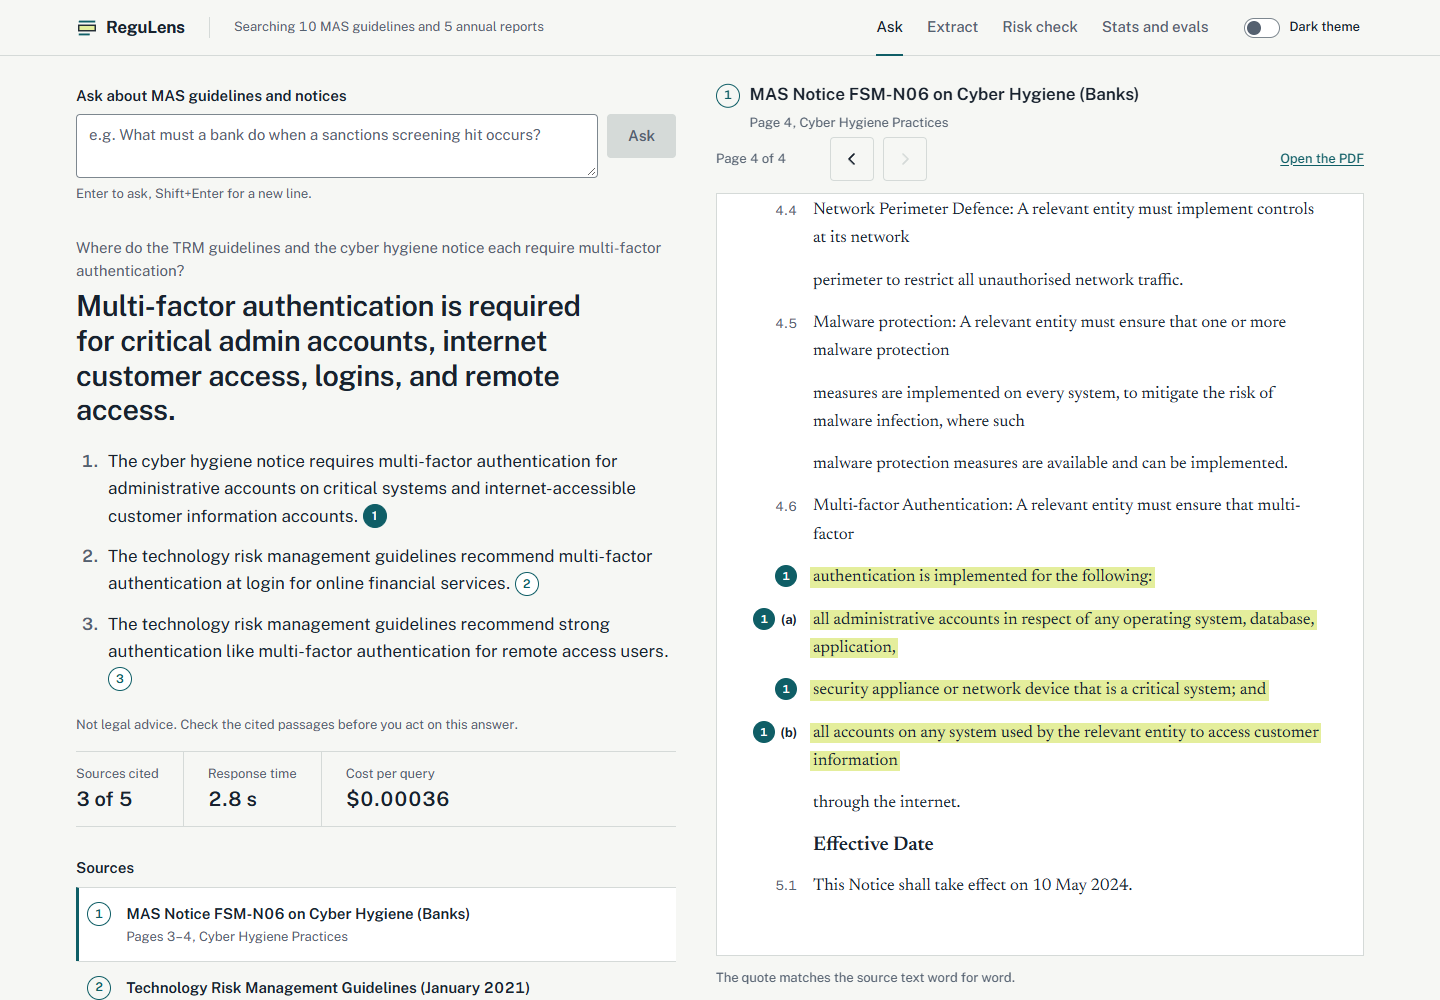 ReguLens
Searching 10 MAS guidelines and 5 annual reports
Ask
Extract
Risk check
Stats and evals
Dark theme
Ask about MAS guidelines and notices
e.g. What must a bank do when a sanctions screening hit occurs?
Ask
Enter to ask, Shift+Enter for a new line.
Where do the TRM guidelines and the cyber hygiene notice each require multi-factor
authentication?
Multi-factor authentication is required
for critical admin accounts, internet
customer access, logins, and remote
access.
1. The cyber hygiene notice requires multi-factor authentication for
administrative accounts on critical systems and internet-accessible
customer information accounts. 1
2. The technology risk management guidelines recommend multi-factor
authentication at login for online financial services. 2
3. The technology risk management guidelines recommend strong
authentication like multi-factor authentication for remote access users.
3
Not legal advice. Check the cited passages before you act on this answer.
Sources cited
3 of 5
Response time
2.8 s
Cost per query
$0.00036
Sources
1 MAS Notice FSM-N06 on Cyber Hygiene (Banks)
Pages 3–4, Cyber Hygiene Practices
2 Technology Risk Management Guidelines (January 2021)
1 MAS Notice FSM-N06 on Cyber Hygiene (Banks)
Page 4, Cyber Hygiene Practices
Page 4 of 4
Open the PDF
4.4 Network Perimeter Defence: A relevant entity must implement controls
at its network
perimeter to restrict all unauthorised network traffic.
4.5 Malware protection: A relevant entity must ensure that one or more
malware protection
measures are implemented on every system, to mitigate the risk of
malware infection, where such
malware protection measures are available and can be implemented.
4.6 Multi-factor Authentication: A relevant entity must ensure that multi-
factor
1 authentication is implemented for the following:
1 (a) all administrative accounts in respect of any operating system, database,
application,
1 security appliance or network device that is a critical system; and
1 (b) all accounts on any system used by the relevant entity to access customer
information
through the internet.
Effective Date
5.1 This Notice shall take effect on 10 May 2024.
The quote matches the source text word for word.